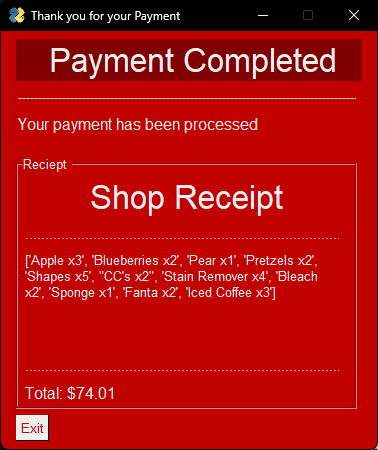 Thank you for your Payment
Payment Completed
Your payment has been processed
Reciept
Shop Receipt
['Apple x3', 'Blueberries x2', 'Pear x1', 'Pretzels x2',
'Shapes x5', "CC's x2", 'Stain Remover x4', 'Bleach
x2', 'Sponge x1', 'Fanta x2', 'Iced Coffee x3']
Total: $74.01
Exit